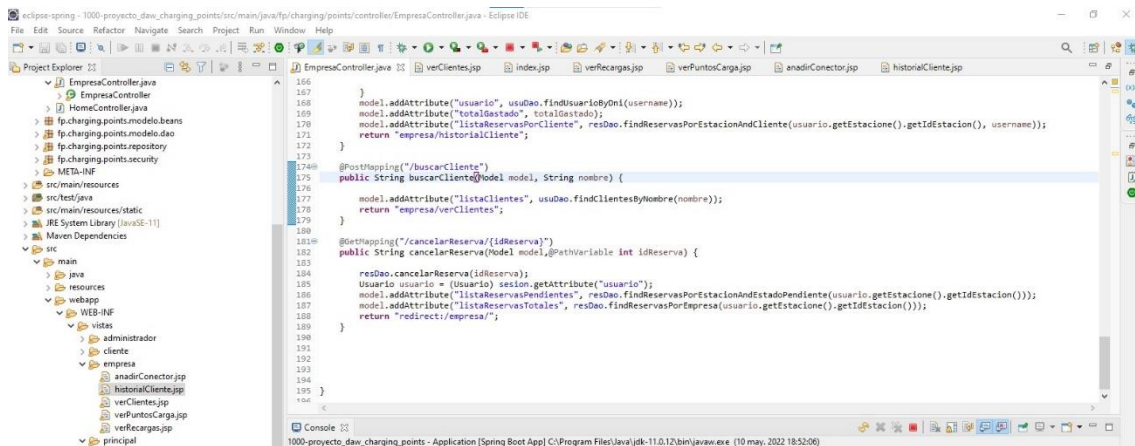 eclipse-spring - 1000-proyecto_daw_charging_points/src/main/java/fp/charging/points/controller/EmpresaController.java - Eclipse IDE
File Edit Source Refactor Navigate Search Project Run Window Help
Project Explorer
EmpresaController.java verClientes.jsp index.jsp verRecargas.jsp verPuntosCarga.jsp anadirConector.jsp historialCliente.jsp
EmpresaController.java
EmpresaController
HomeController.java
fp.charging.points.modelo.beans
fp.charging.points.modelo.dao
fp.charging.points.repository
fp.charging.points.security
META-INF
src/main/resources
src/test/java
src/main/resources/static
JRE System Library [JavaSE-11]
Maven Dependencies
src
main
java
resources
webapp
WEB-INF
vistas
administrador
cliente
empresa
anadirConector.jsp
historialCliente.jsp
verClientes.jsp
verPuntosCarga.jsp
verRecargas.jsp
principal
166
167 }
168 model.addAttribute("usuario", usuDao.findUsuarioByDni(username));
169 model.addAttribute("totalGastado", totalGastado);
170 model.addAttribute("listaReservasPorCliente", resDao.findReservasPorEstacionAndCliente(usuario.getEstacione().getIdEstacion(), username));
171 return "empresa/historialCliente";
172 }
173
174 @PostMapping("/buscarCliente")
175 public String buscarCliente(Model model, String nombre) {
176
177 model.addAttribute("listaClientes", usuDao.findClientesByNombre(nombre));
178 return "empresa/verClientes";
179 }
180
181 @GetMapping("/cancelarReserva/{idReserva}")
182 public String cancelarReserva(Model model,@PathVariable int idReserva) {
183
184 resDao.cancelarReserva(idReserva);
185 Usuario usuario = (Usuario) sesion.getAttribute("usuario");
186 model.addAttribute("listaReservasPendientes", resDao.findReservasPorEstacionAndEstadoPendiente(usuario.getEstacione().getIdEstacion()));
187 model.addAttribute("listaReservasTotales", resDao.findReservasPorEmpresa(usuario.getEstacione().getIdEstacion()));
188 return "redirect:/empresa/";
189 }
190
191
192
193
194
195 }
196
Console
1000-proyecto_daw_charging_points - Application [Spring Boot App] C:\Program Files\Java\jdk-11.0.12\bin\javaw.exe (10 may. 2022 18:52:06)